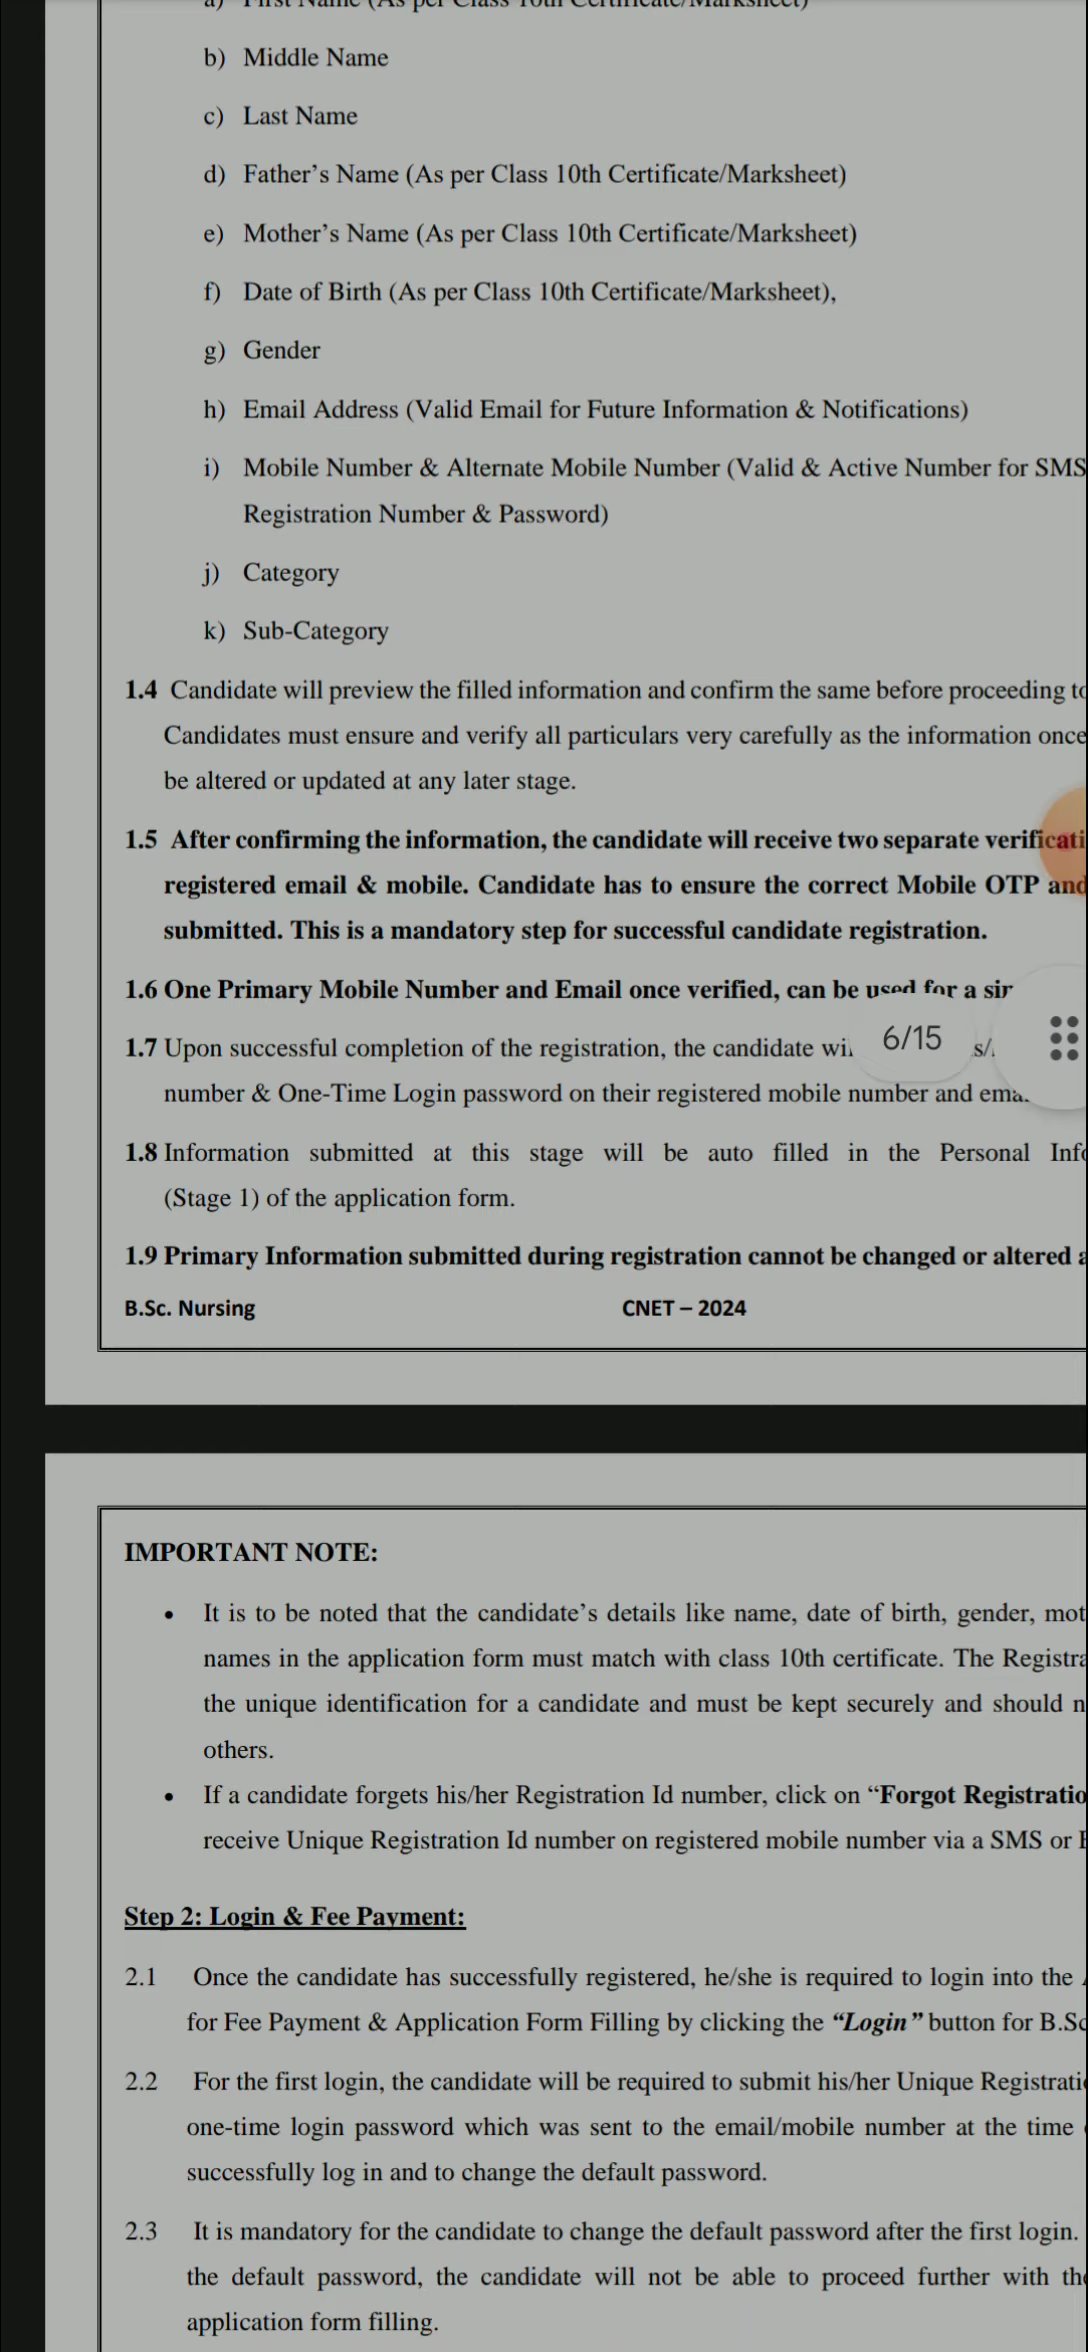 a) First Name (As per Class 10th Certificate/Marksheet)
b) Middle Name
c) Last Name
d) Father’s Name (As per Class 10th Certificate/Marksheet)
e) Mother’s Name (As per Class 10th Certificate/Marksheet)
f) Date of Birth (As per Class 10th Certificate/Marksheet),
g) Gender
h) Email Address (Valid Email for Future Information & Notifications)
i) Mobile Number & Alternate Mobile Number (Valid & Active Number for SMS
Registration Number & Password)
j) Category
k) Sub-Category
1.4 Candidate will preview the filled information and confirm the same before proceeding to
Candidates must ensure and verify all particulars very carefully as the information once
be altered or updated at any later stage.
1.5 After confirming the information, the candidate will receive two separate
registered email & mobile. Candidate has to ensure the correct Mobile OTP and
submitted. This is a mandatory step for successful candidate registration.
1.6 One Primary Mobile Number and Email once verified, can be used for a
1.7 Upon successful completion of the registration, the candidate
6/15
number & One-Time Login password on their registered mobile number and
1.8 Information submitted at this stage will be auto filled in the Personal
(Stage 1) of the application form.
1.9 Primary Information submitted during registration cannot be changed or altered
B.Sc. Nursing CNET – 2024
IMPORTANT NOTE:
• It is to be noted that the candidate’s details like name, date of birth, gender,
names in the application form must match with class 10th certificate. The
the unique identification for a candidate and must be kept securely and should
others.
• If a candidate forgets his/her Registration Id number, click on “Forgot
receive Unique Registration Id number on registered mobile number via a SMS or
Step 2: Login & Fee Payment:
2.1 Once the candidate has successfully registered, he/she is required to login into the
for Fee Payment & Application Form Filling by clicking the “Login” button for
2.2 For the first login, the candidate will be required to submit his/her Unique
one-time login password which was sent to the email/mobile number at the time
successfully log in and to change the default password.
2.3 It is mandatory for the candidate to change the default password after the first login.
the default password, the candidate will not be able to proceed further with
application form filling.